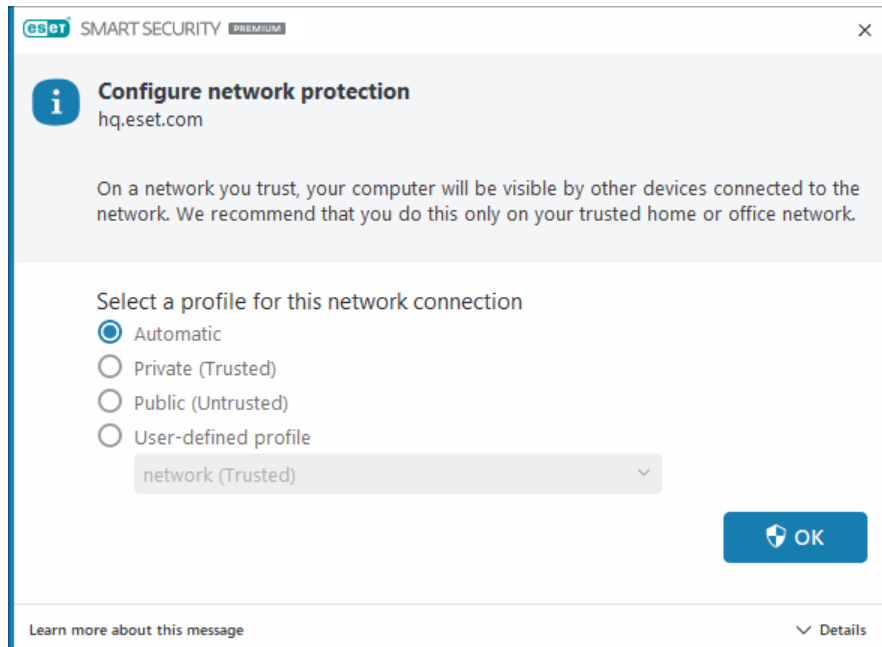 eseT SMART SECURITY PREMIUM
Configure network protection
hq.eset.com
On a network you trust, your computer will be visible by other devices connected to the
network. We recommend that you do this only on your trusted home or office network.
Select a profile for this network connection
Automatic
Private (Trusted)
Public (Untrusted)
User-defined profile
network (Trusted)
OK
Learn more about this message
Details